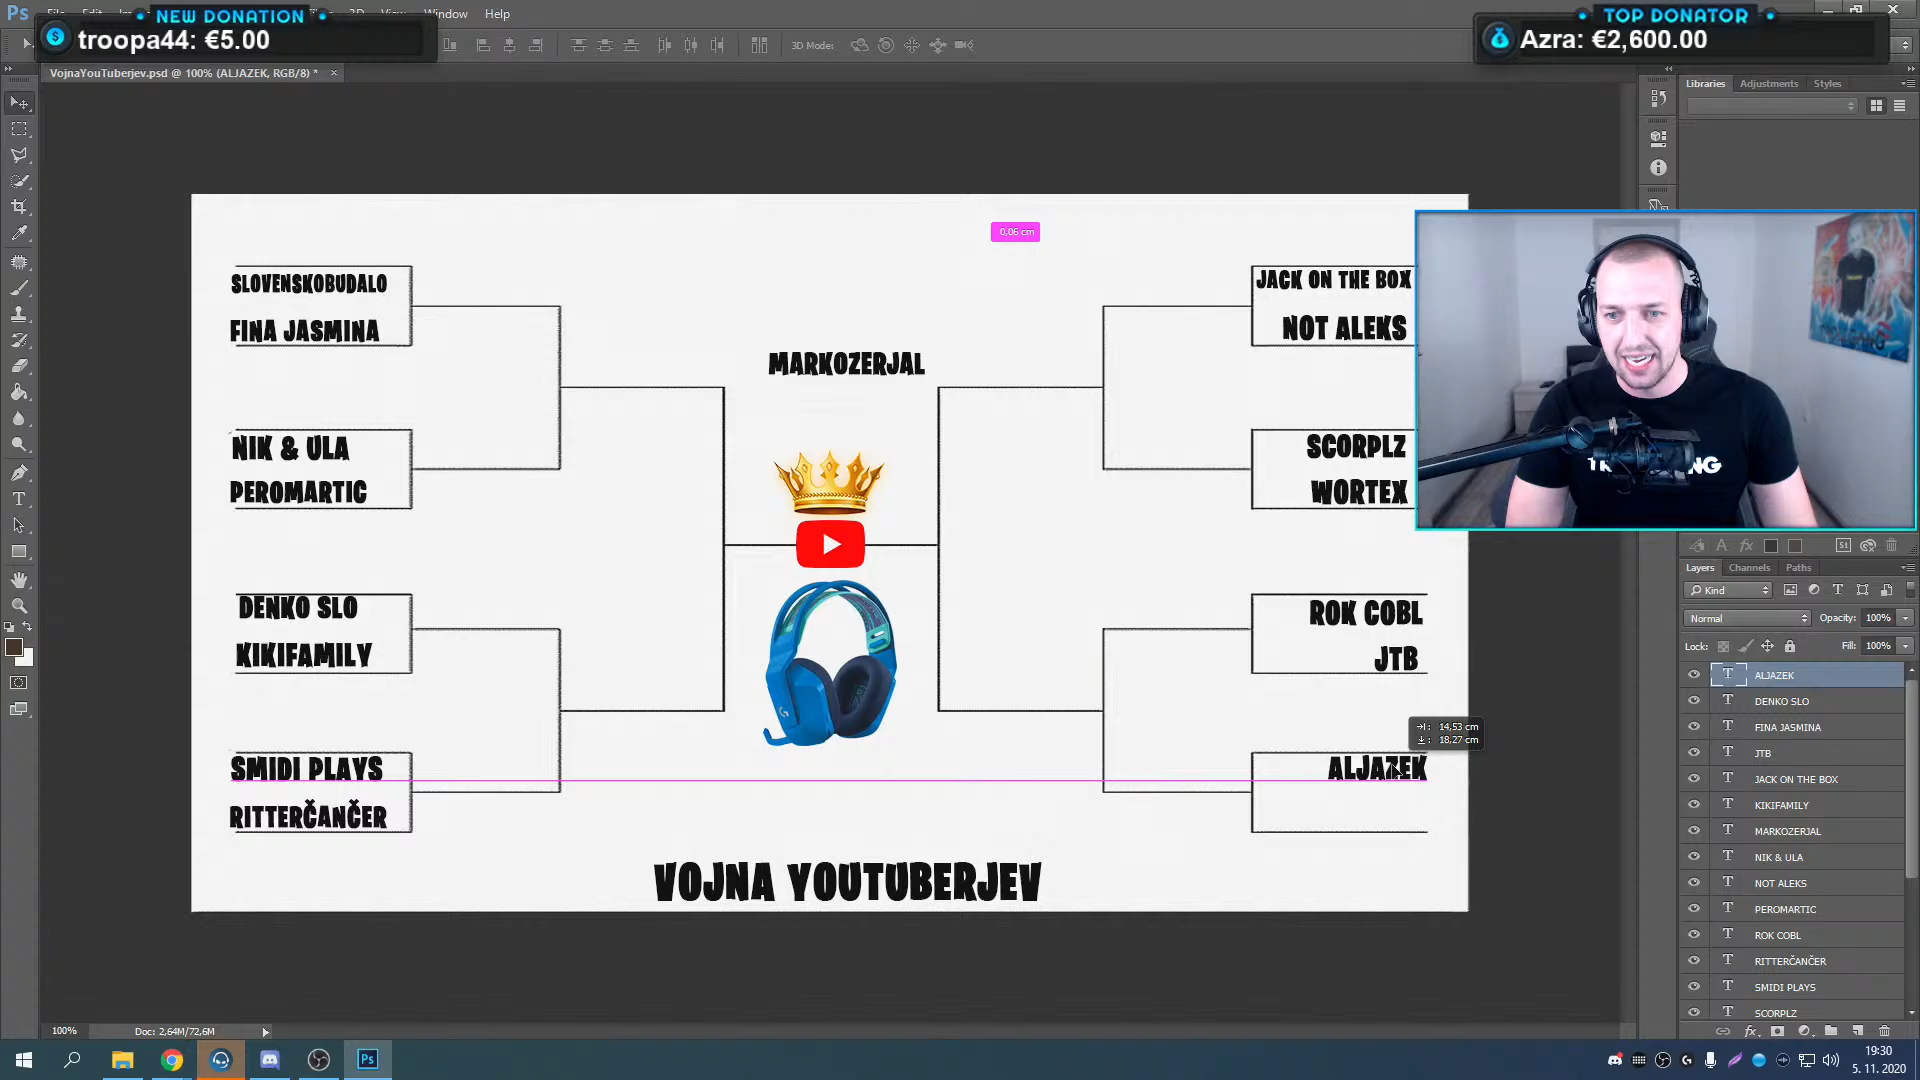 NEW DONATION
troopa44: €5.00
TOP DONATOR
Azra: €2,600.00
Ps
Window Help
3D Mode:
VojnaYouTuberjev.psd @ 100% (ALJAZEK, RGB/8) *
Libraries Adjustments Styles
0,06 cm
SLOVENSKOBUDALO
FINA JASMINA
NIK & ULA
PEROMARTIC
DENKO SLO
KIKIFAMILY
SMIDI PLAYS
RITTERČANČER
MARKOZERJAL
JACK ON THE BOX
NOT ALEKS
SCORPLZ
WORTEX
ROK COBL
JTB
14,53 cm
18,27 cm
ALJAZEK
VOJNA YOUTUBERJEV
Layers Channels Paths
Kind
Normal Opacity: 100%
Lock: Fill: 100%
ALJAZEK
DENKO SLO
FINA JASMINA
JTB
JACK ON THE BOX
KIKIFAMILY
MARKOZERJAL
NIK & ULA
NOT ALEKS
PEROMARTIC
ROK COBL
RITTERČANČER
SMIDI PLAYS
SCORPLZ
100% Doc: 2,64M/72,6M
Ps
19:30
5. 11. 2020